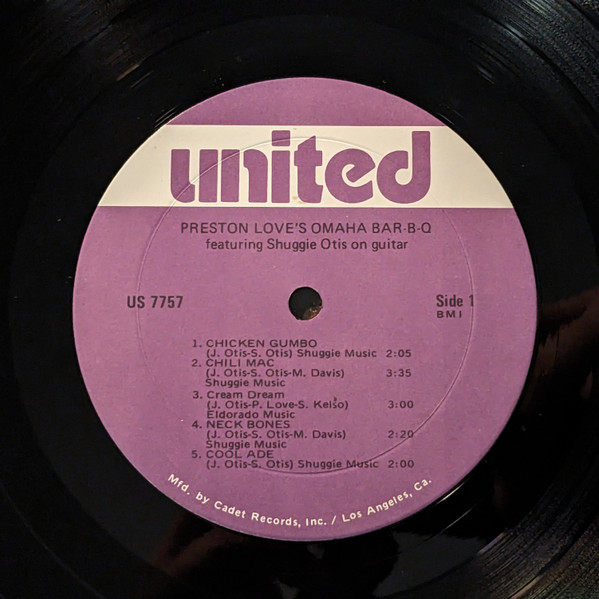 united
PRESTON LOVE'S OMAHA BAR-B-Q
featuring Shuggie Otis on guitar
US 7757
Side 1
BMI
1. CHICKEN GUMBO
(J. Otis-S. Otis) Shuggie Music 2:05
2. CHILI MAC
(J. Otis-S. Otis-M. Davis) 3:35
Shuggie Music
3. Cream Dream
(J. Otis-P. Love-S. Kelso) 3:00
Eldorado Music
4. NECK BONES
(J. Otis-S. Otis-M. Davis) 2:20
Shuggie Music
5. COOL ADE
(J. Otis-S. Otis) Shuggie Music 2:00
Mfd. by Cadet Records, Inc. / Los Angeles, Ca.